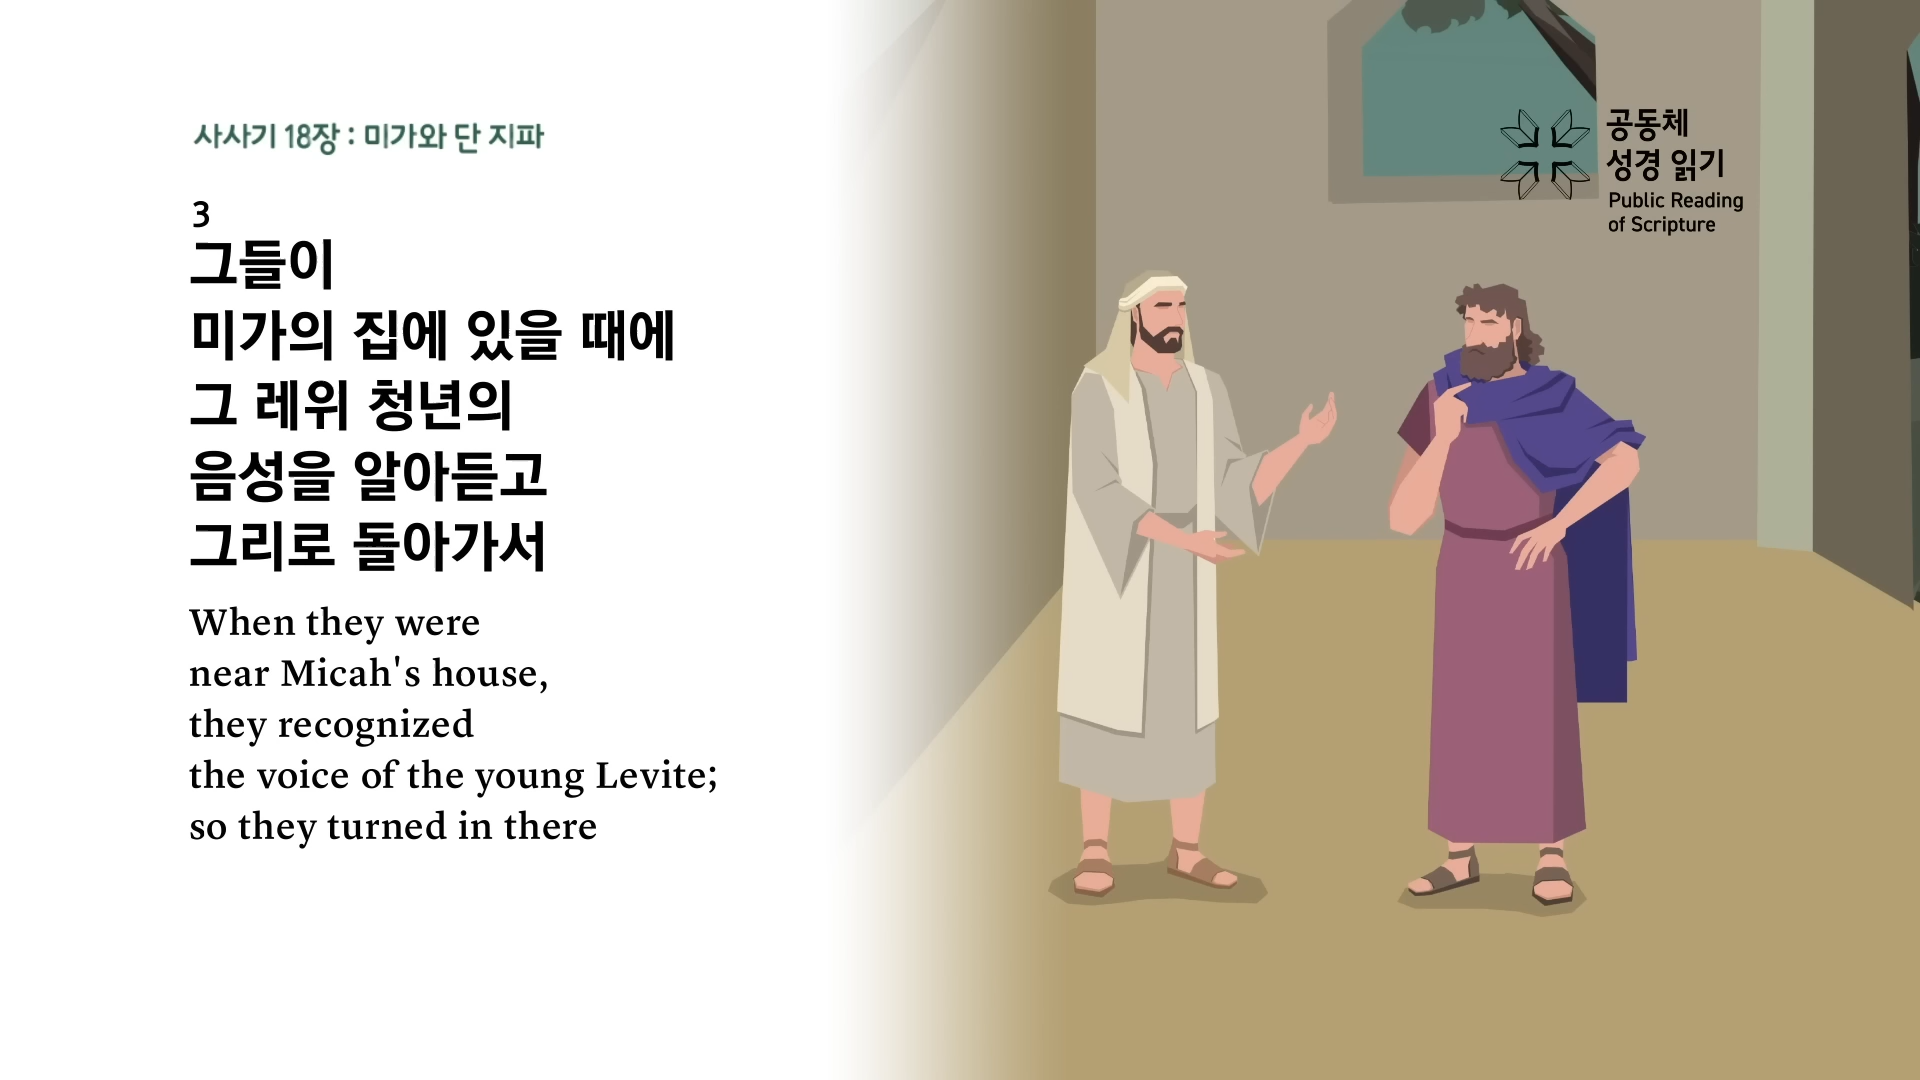 사사기 18장 : 미가와 단 지파
3
그들이
미가의 집에 있을 때에
그 레위 청년의
음성을 알아듣고
그리로 돌아가서
When they were
near Micah's house,
they recognized
the voice of the young Levite;
so they turned in there
공동체
성경 읽기
Public Reading
of Scripture